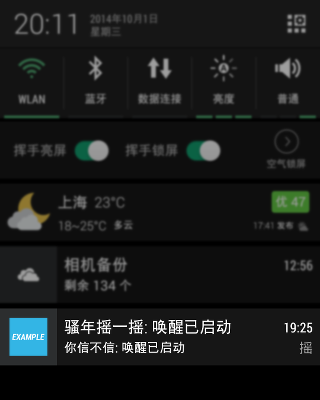 20:11
2014年10月1日
星期三
WLAN
蓝牙
数据连接
亮度
普通
挥手亮屏
挥手锁屏
空气锁屏
上海 23°C
优 47
18~25°C 多云
17:41 发布
相机备份
12:56
剩余 134 个
EXAMPLE
骚年摇一摇: 唤醒已启动
19:25
你信不信: 唤醒已启动
摇